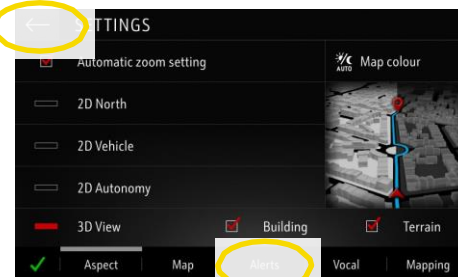 SETTINGS
Automatic zoom setting
AUTO Map colour
2D North
2D Vehicle
2D Autonomy
3D View Building Terrain
Aspect Map Alerts Vocal Mapping